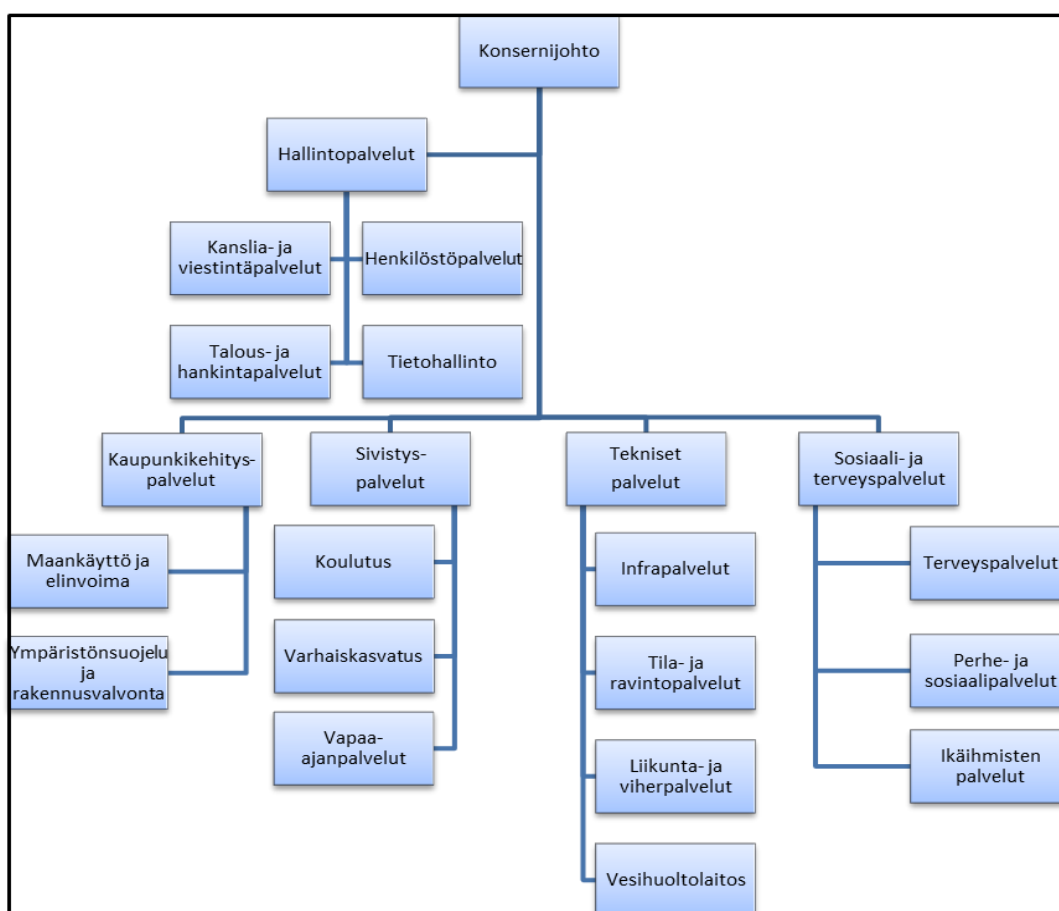 Konsernijohto
Hallintopalvelut
Kanslia- ja
viestintäpalvelut
Henkilöstöpalvelut
Talous- ja
hankintapalvelut
Tietohallinto
Kaupunkikehitys-
palvelut
Sivistys-
palvelut
Tekniset
palvelut
Sosiaali- ja
terveyspalvelut
Maankäyttö ja
elinvoima
Ympäristönsuojelu
ja
rakennusvalvonta
Koulutus
Varhaiskasvatus
Vapaa-
ajanpalvelut
Infrapalvelut
Tila- ja
ravintopalvelut
Liikunta- ja
viherpalvelut
Vesihuoltolaitos
Terveyspalvelut
Perhe- ja
sosiaalipalvelut
Ikäihmisten
palvelut